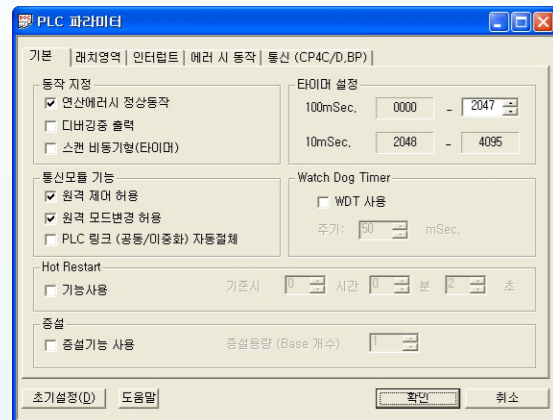 PLC 파라미터
기본 래치영역 인터럽트 에러 시 동작 통신 (CP4C/D,BP)
동작 지정
연산에러시 정상동작
디버깅중 출력
스캔 비동기형(타이머)
타이머 설정
100mSec, 0000 - 2047
10mSec, 2048 - 4095
통신모듈 기능
원격 제어 허용
원격 모드변경 허용
PLC 링크 (공동/이중화) 자동절체
Watch Dog Timer
WDT 사용
주기: 50 mSec,
Hot Restart
기능사용 기준시 0 시간 0 분 2 초
증설
증설기능 사용 증설용량 (Base 개수) 1
초기설정(D) 도움말 확인 취소